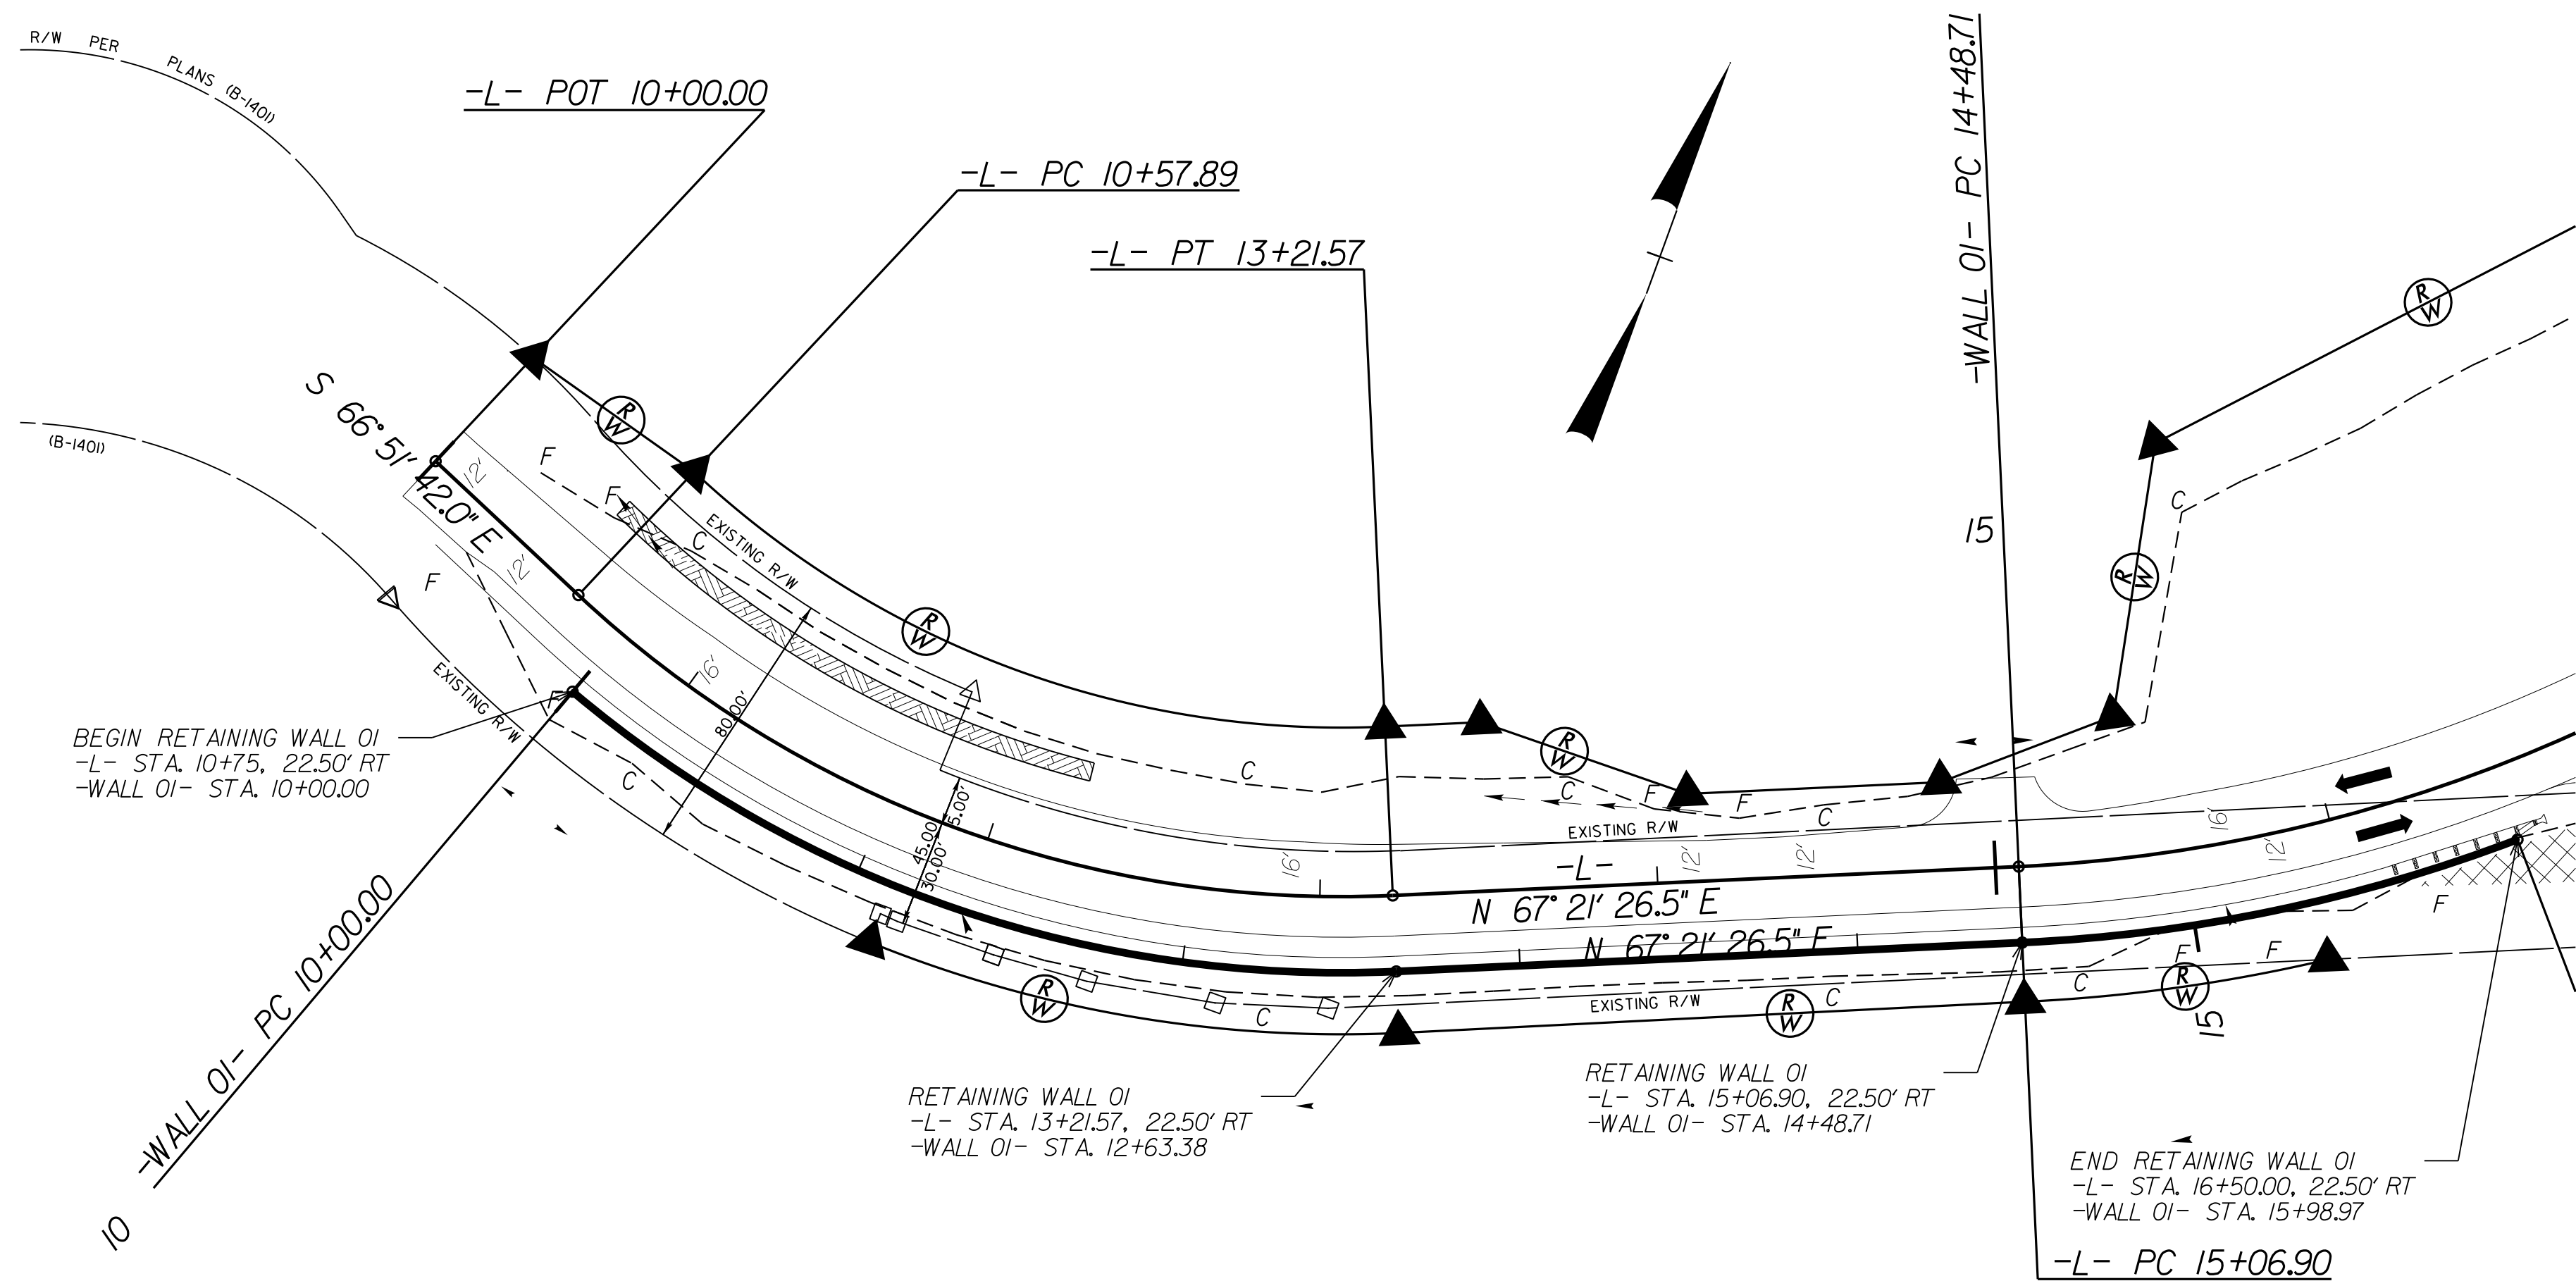 R/W PER PLANS (B-1401)
-L- POT 10+00.00
-L- PC 10+57.89
-L- PT 13+21.57
-WALL 01- PC 14+48.71
(B-1401)
S 66° 51' 42.0" E
12'
12'
F
F
F
F
C
C
R/W
R/W
R/W
R/W
R/W
EXISTING R/W
EXISTING R/W
16'
80.00'
45.00'
30.00'
15
BEGIN RETAINING WALL 01
-L- STA. 10+75, 22.50' RT
-WALL 01- STA. 10+00.00
-WALL 01- PC 10+00.00
10
C
C
F
F
C
EXISTING R/W
16'
-L-
12'
12'
N 67° 21' 26.5" E
N 67° 21' 26.5" E
C
16'
12'
F
F
F
EXISTING R/W
C
C
C
R/W
R/W
R/W
15
RETAINING WALL 01
-L- STA. 13+21.57, 22.50' RT
-WALL 01- STA. 12+63.38
RETAINING WALL 01
-L- STA. 15+06.90, 22.50' RT
-WALL 01- STA. 14+48.71
END RETAINING WALL 01
-L- STA. 16+50.00, 22.50' RT
-WALL 01- STA. 15+98.97
-L- PC 15+06.90